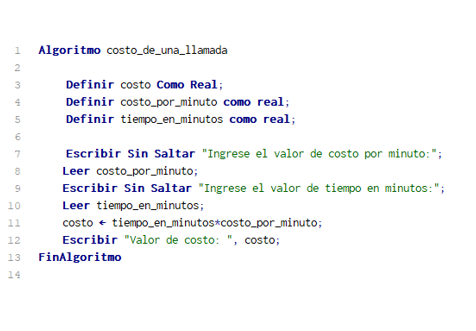 1 Algoritmo costo_de_una_llamada
2
3 Definir costo Como Real;
4 Definir costo_por_minuto como real;
5 Definir tiempo_en_minutos como real;
6
7 Escribir Sin Saltar "Ingrese el valor de costo por minuto:";
8 Leer costo_por_minuto;
9 Escribir Sin Saltar "Ingrese el valor de tiempo en minutos:";
10 Leer tiempo_en_minutos;
11 costo ← tiempo_en_minutos*costo_por_minuto;
12 Escribir "Valor de costo: ", costo;
13 FinAlgoritmo
14